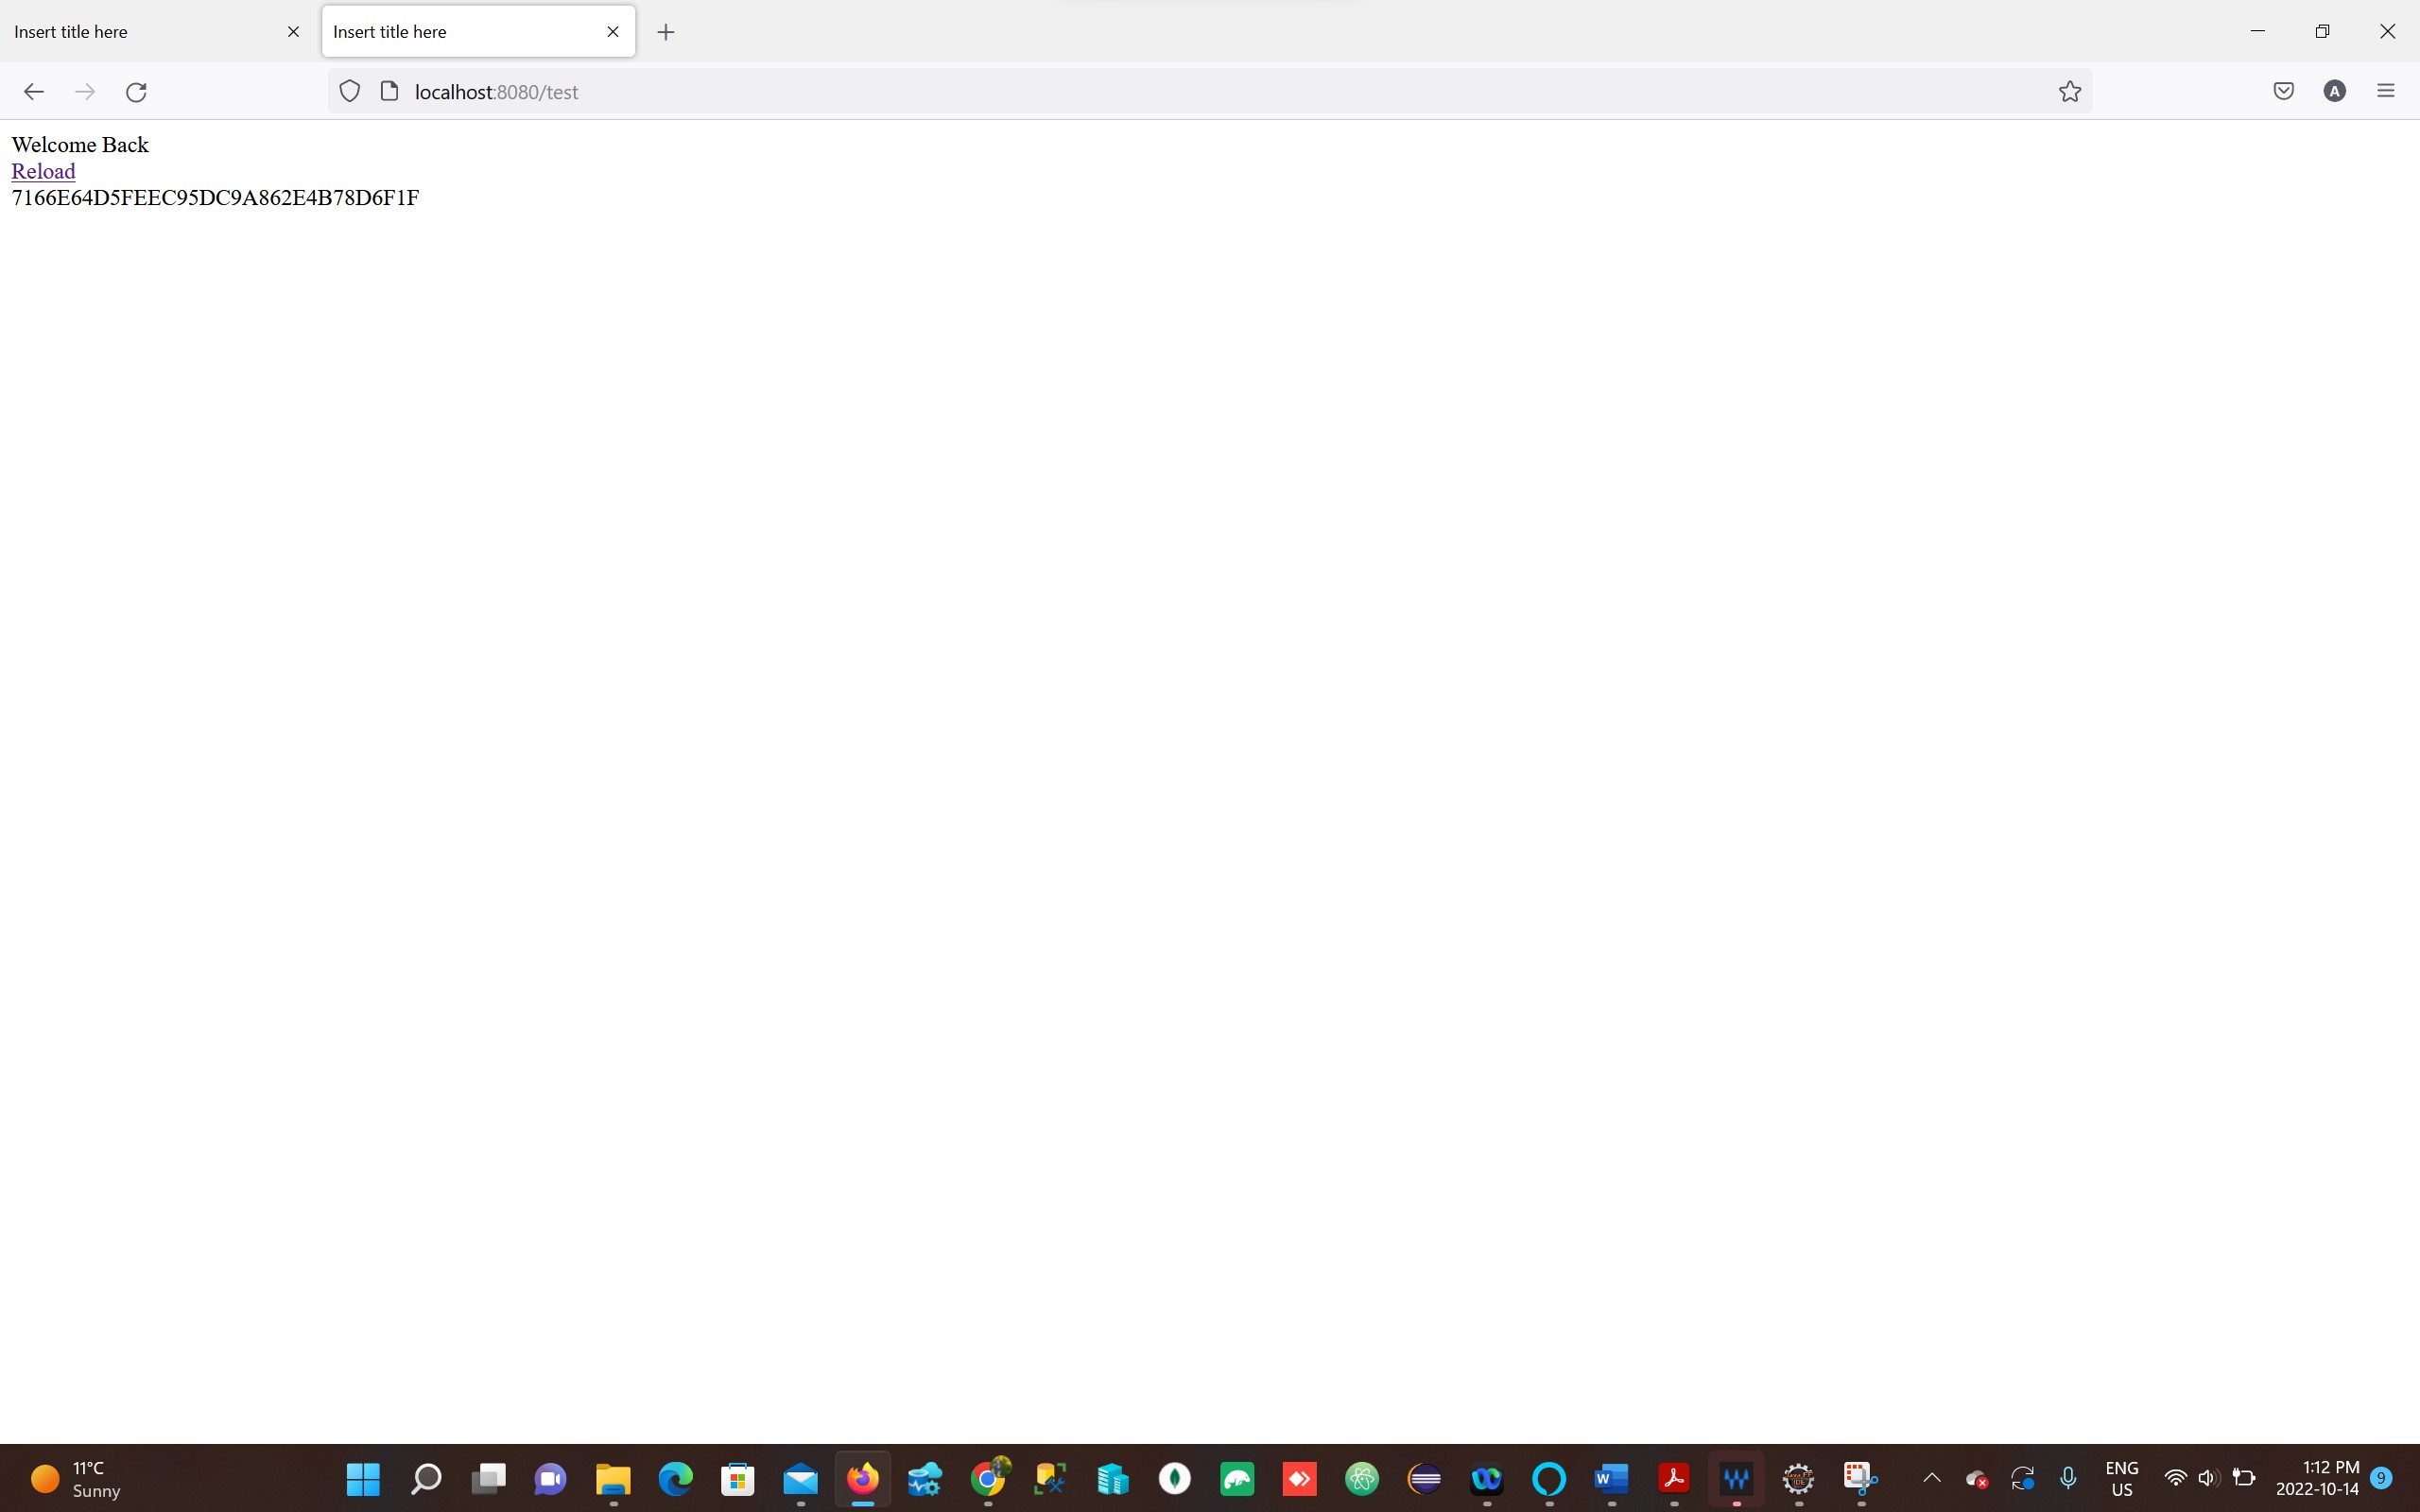 Insert title here
Insert title here
localhost:8080/test
A
Welcome Back
Reload
7166E64D5FEEC95DC9A862E4B78D6F1F
11°C
Sunny
ENG
US
1:12 PM
2022-10-14
9